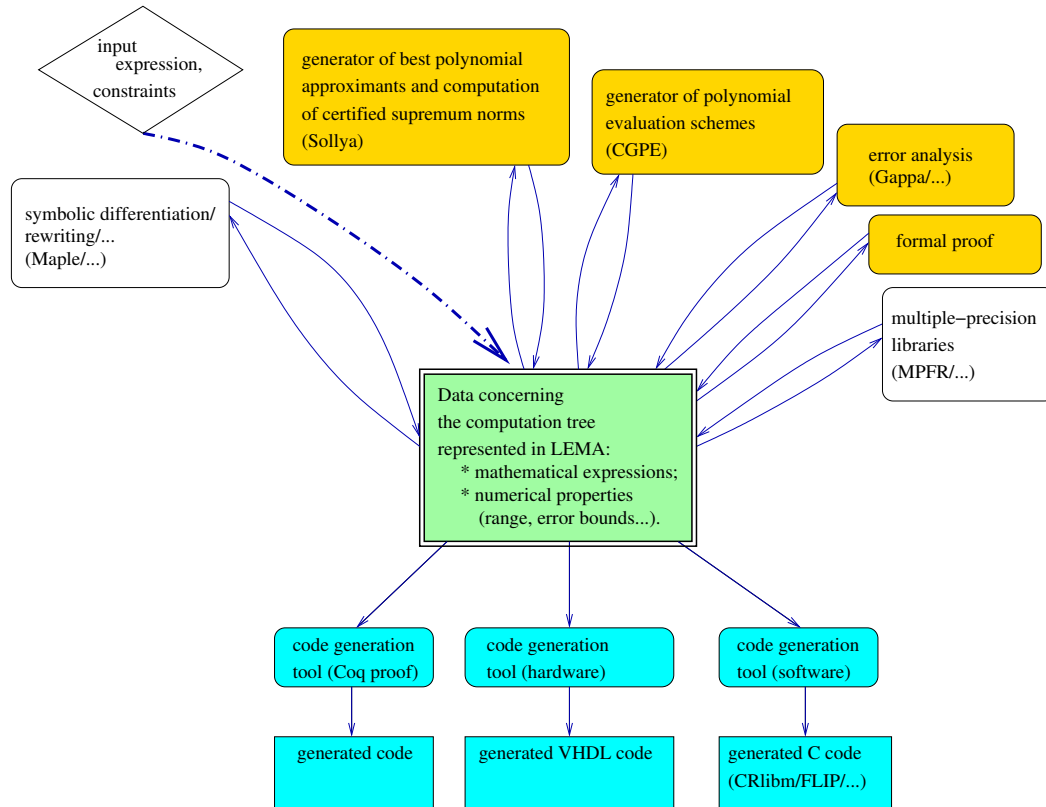 input
expression,
constraints
generator of best polynomial
approximants and computation
of certified supremum norms
(Sollya)
generator of polynomial
evaluation schemes
(CGPE)
error analysis
(Gappa/...)
symbolic differentiation/
rewriting/...
(Maple/...)
formal proof
multiple−precision
libraries
(MPFR/...)
Data concerning
the computation tree
represented in LEMA:
* mathematical expressions;
* numerical properties
(range, error bounds...).
code generation
tool (Coq proof)
code generation
tool (hardware)
code generation
tool (software)
generated code
generated VHDL code
generated C code
(CRlibm/FLIP/...)